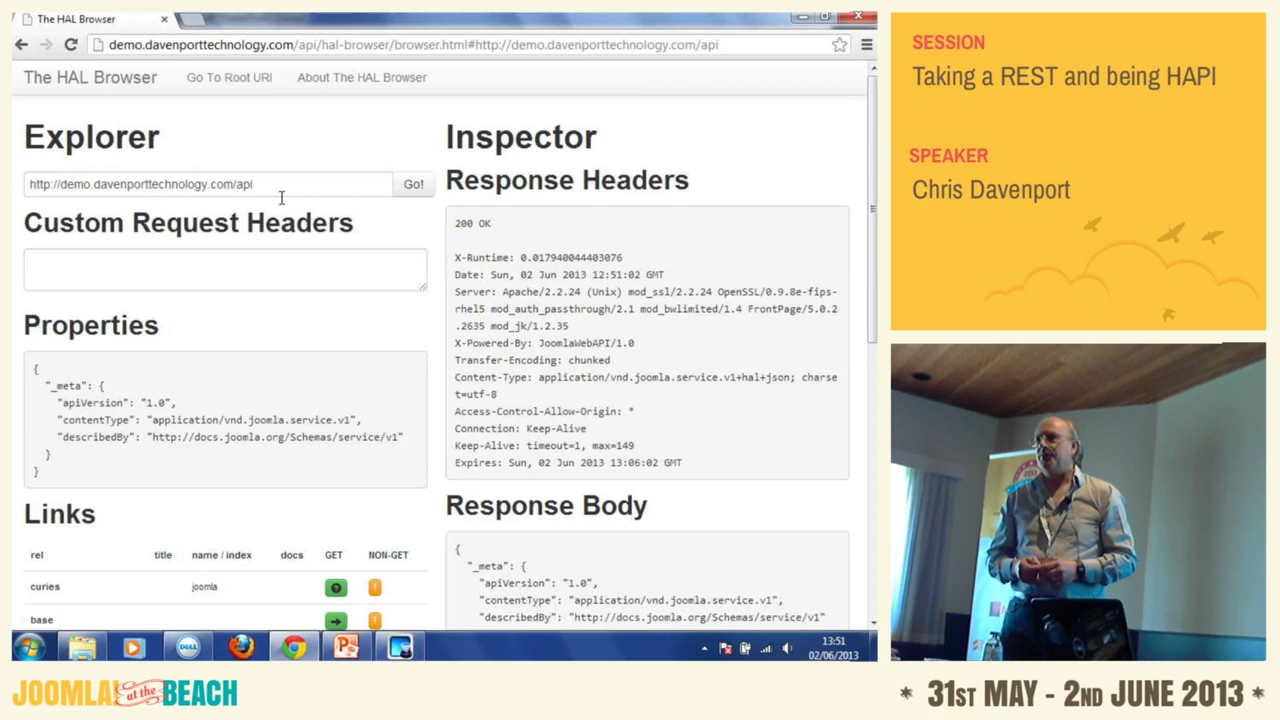 The HAL Browser
demo.davenporttechnology.com/api/hal-browser/browser.html#http://demo.davenporttechnology.com/api
The HAL Browser Go To Root URI About The HAL Browser
Explorer
http://demo.davenporttechnology.com/api Go!
Custom Request Headers
Properties
{
"_meta": {
"apiVersion": "1.0",
"contentType": "application/vnd.joomla.service.v1",
"describedBy": "http://docs.joomla.org/Schemas/service/v1"
}
}
Links
rel title name / index docs GET NON-GET
curies joomla
base
Inspector
Response Headers
200 OK
X-Runtime: 0.017940044403076
Date: Sun, 02 Jun 2013 12:51:02 GMT
Server: Apache/2.2.24 (Unix) mod_ssl/2.2.24 OpenSSL/0.9.8e-fips-
rhel5 mod_auth_passthrough/2.1 mod_bwlimited/1.4 FrontPage/5.0.2
.2635 mod_jk/1.2.35
X-Powered-By: JoomlaWebAPI/1.0
Transfer-Encoding: chunked
Content-Type: application/vnd.joomla.service.v1+hal+json; charse
t=utf-8
Access-Control-Allow-Origin: *
Connection: Keep-Alive
Keep-Alive: timeout=1, max=149
Expires: Sun, 02 Jun 2013 13:06:02 GMT
Response Body
{
"_meta": {
"apiVersion": "1.0",
"contentType": "application/vnd.joomla.service.v1",
"describedBy": "http://docs.joomla.org/Schemas/service/v1"
DELL
13:51
02/06/2013
SESSION
Taking a REST and being HAPI
SPEAKER
Chris Davenport
JOOMLA! at the BEACH
* 31ST MAY - 2ND JUNE 2013 *